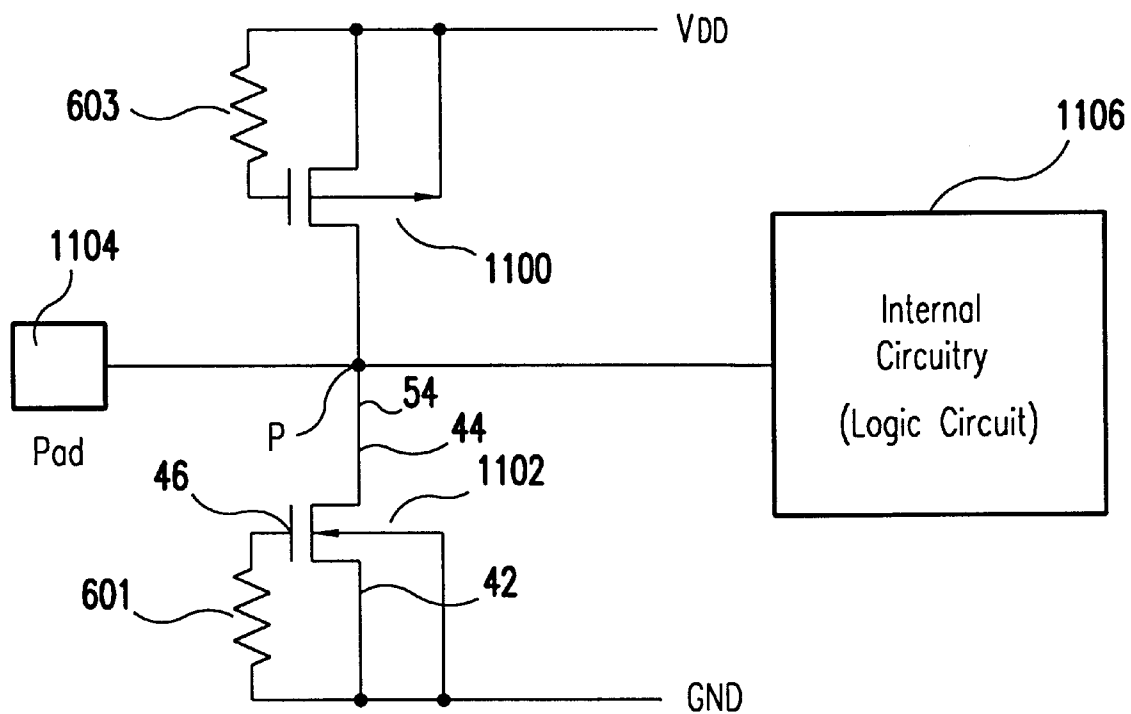 VDD
603
1106
1104
1100
Internal
Circuitry
(Logic Circuit)
54
P
44
Pad
46
1102
601
42
GND